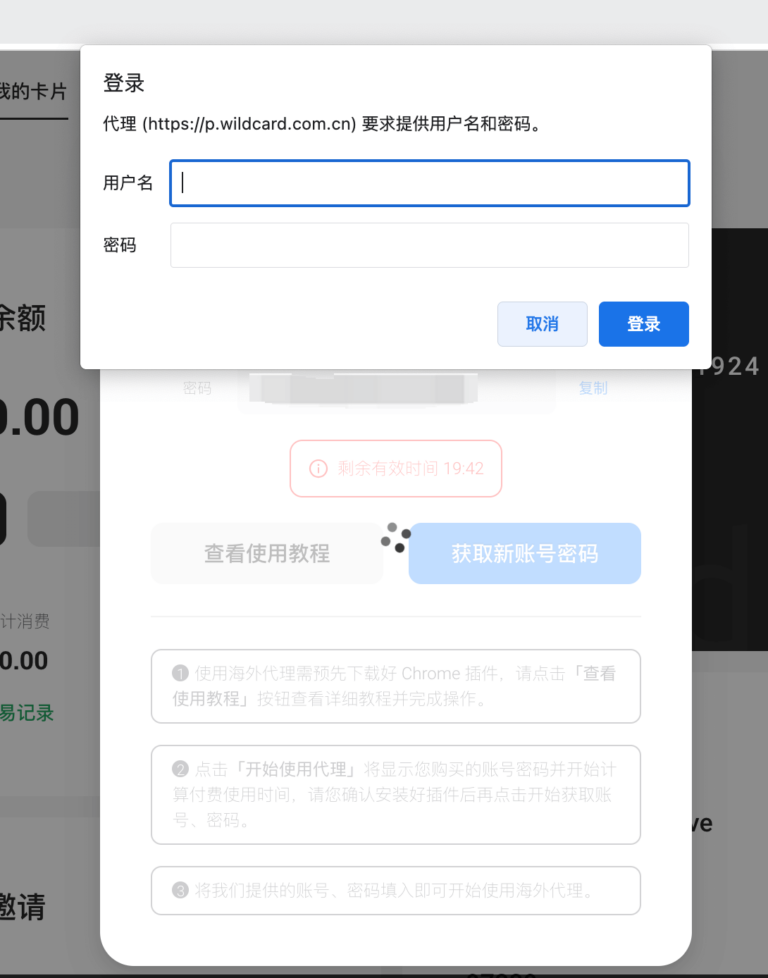 登录
代理 (https://p.wildcard.com.cn) 要求提供用户名和密码。
用户名
密码
取消 登录
我的卡片
余额
0.00
计消费
0.00
易记录
邀请
1924
密码 复制
剩余有效时间 19:42
查看使用教程 获取新账号密码
❶ 使用海外代理需预先下载好 Chrome 插件，请点击「查看
使用教程」按钮查看详细教程并完成操作。
❷ 点击「开始使用代理」将显示您购买的账号密码并开始计
算付费使用时间，请您确认安装好插件后再点击开始获取账
号、密码。
❸ 将我们提供的账号、密码填入即可开始使用海外代理。
ve